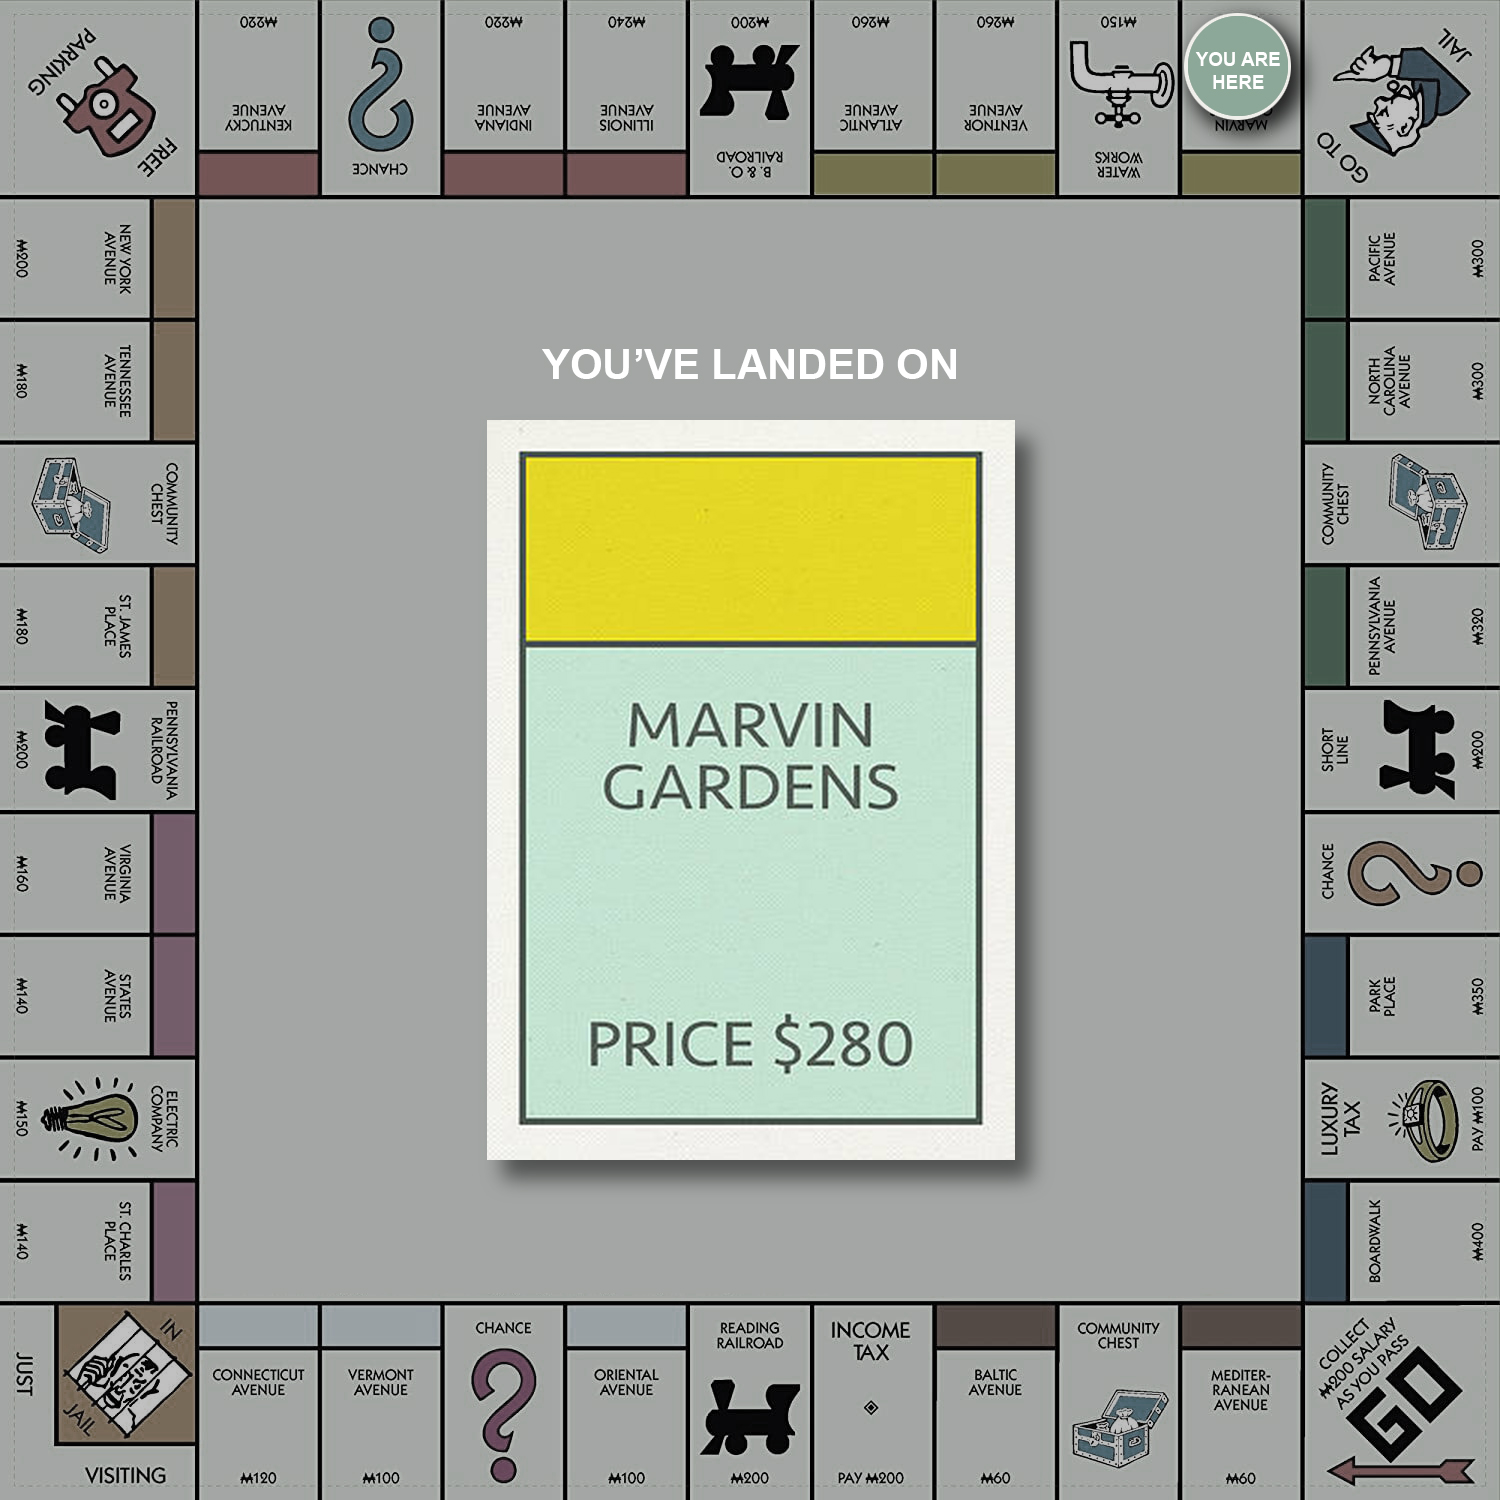 PARKING
FREE
₩220
KENTUCKY
AVENUE
CHANCE
₩220
INDIANA
AVENUE
₩240
ILLINOIS
AVENUE
₩200
B. & O.
RAILROAD
₩260
ATLANTIC
AVENUE
₩260
VENTNOR
AVENUE
₩150
WATER
WORKS
YOU ARE
HERE
MARVIN
GO TO
JAIL
₩200
NEW YORK
AVENUE
₩180
TENNESSEE
AVENUE
COMMUNITY
CHEST
₩180
ST. JAMES
PLACE
₩200
PENNSYLVANIA
RAILROAD
₩160
VIRGINIA
AVENUE
₩140
STATES
AVENUE
₩150
ELECTRIC
COMPANY
₩140
ST. CHARLES
PLACE
YOU’VE LANDED ON
MARVIN
GARDENS
PRICE $280
PACIFIC
AVENUE
₩300
NORTH
CAROLINA
AVENUE
₩300
COMMUNITY
CHEST
PENNSYLVANIA
AVENUE
₩320
SHORT
LINE
₩200
CHANCE
PARK
PLACE
₩350
LUXURY
TAX
PAY ₩100
BOARDWALK
₩400
JUST
VISITING
IN
JAIL
CONNECTICUT
AVENUE
₩120
VERMONT
AVENUE
₩100
CHANCE
ORIENTAL
AVENUE
₩100
READING
RAILROAD
₩200
INCOME
TAX
PAY ₩200
BALTIC
AVENUE
₩60
COMMUNITY
CHEST
MEDITER-
RANEAN
AVENUE
₩60
COLLECT
₩200 SALARY
AS YOU PASS
GO